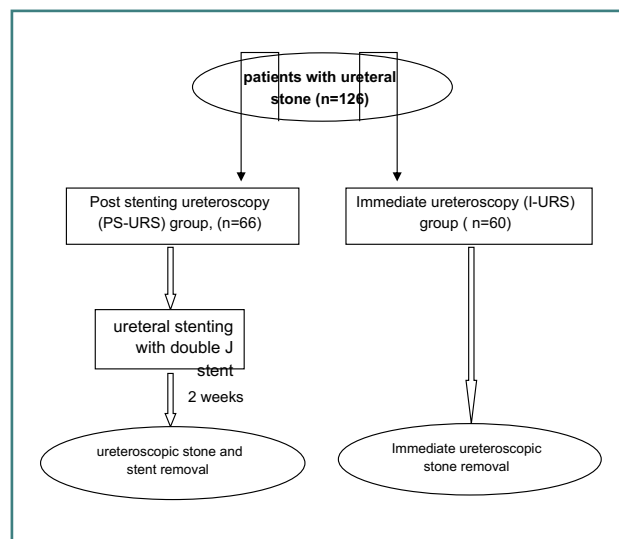 patients with ureteral
stone (n=126)
Post stenting ureteroscopy
(PS-URS) group, (n=66)
Immediate ureteroscopy (I-URS)
group ( n=60)
ureteral stenting
with double J
stent
2 weeks
ureteroscopic stone and
stent removal
Immediate ureteroscopic
stone removal